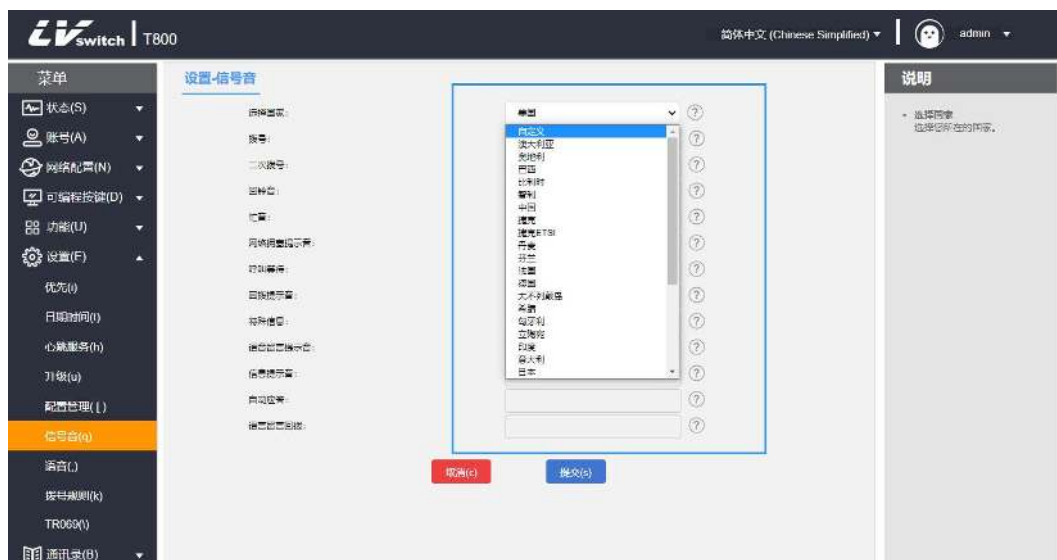 LVswitch T800
简体中文 (Chinese Simplified)
admin
菜单
状态(S)
账号(A)
网络配置(N)
可编程按键(D)
功能(U)
设置(F)
优先(i)
日期时间(t)
心跳服务(h)
升级(u)
配置管理([)
信号音(q)
语音(,)
拨号规则(k)
TR069(\)
通讯录(B)
设置-信号音
选择国家:
美国
拨号:
二次拨号:
回铃音:
忙音:
网络拥塞提示音:
呼叫等待:
回拨提示音:
特殊信息:
语音留言提示音:
信息提示音:
自动应答:
语言留言回拨:
自定义
澳大利亚
奥地利
巴西
比利时
智利
中国
捷克
捷克ETSI
丹麦
芬兰
法国
德国
大不列颠属
希腊
匈牙利
立陶宛
印度
意大利
日本
取消(c)
提交(s)
说明
选择国家
选择您所在的国家。